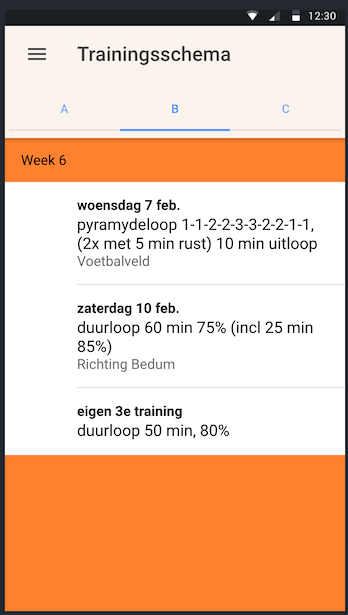 12:30
Trainingsschema
A B C
Week 6
woensdag 7 feb.
pyramydeloop 1-1-2-2-3-3-2-2-1-1,
(2x met 5 min rust) 10 min uitloop
Voetbalveld
zaterdag 10 feb.
duurloop 60 min 75% (incl 25 min
85%)
Richting Bedum
eigen 3e training
duurloop 50 min, 80%